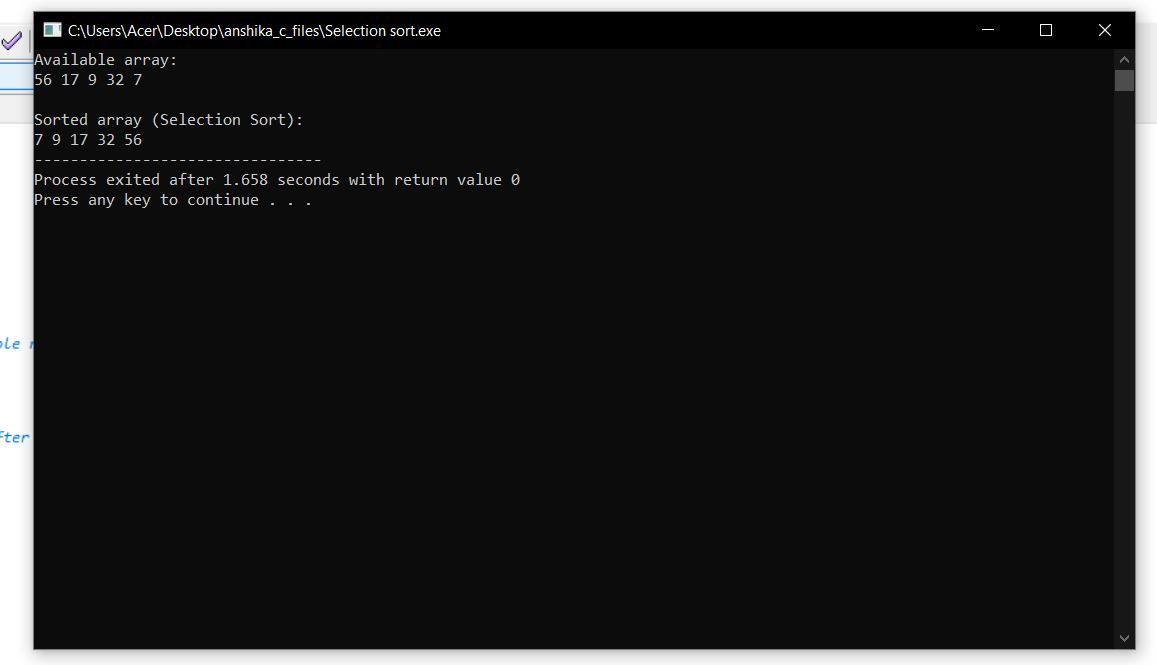 C:\Users\Acer\Desktop\anshika_c_files\Selection sort.exe
Available array:
56 17 9 32 7
Sorted array (Selection Sort):
7 9 17 32 56
--------------------------------
Process exited after 1.658 seconds with return value 0
Press any key to continue . . .